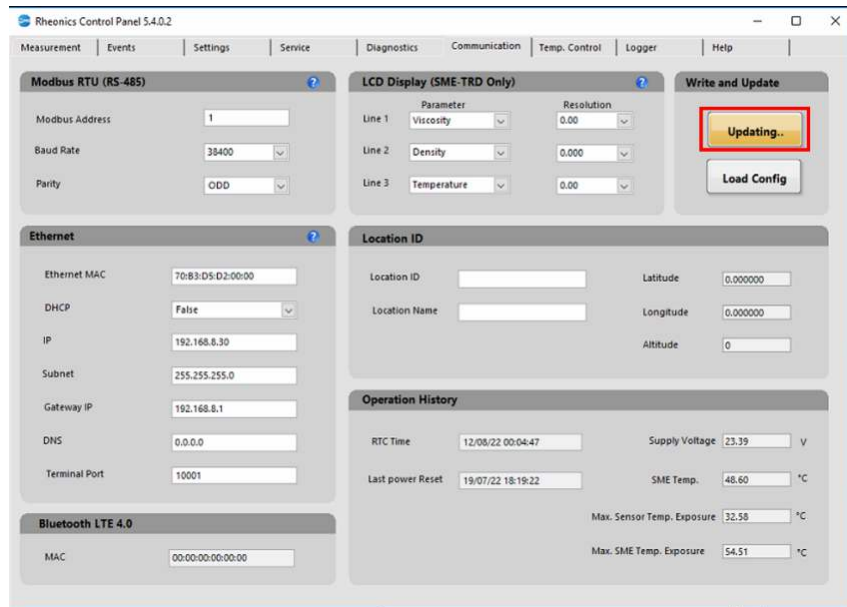 Rheonics Control Panel 5.4.0.2
Measurement Events Settings Service Diagnostics Communication Temp. Control Logger Help
Modbus RTU (RS-485) ?
Modbus Address 1
Baud Rate 38400
Parity ODD
LCD Display (SME-TRD Only) ?
Parameter Resolution
Line 1 Viscosity 0.00
Line 2 Density 0.000
Line 3 Temperature 0.00
Write and Update
Updating..
Load Config
Ethernet ?
Ethernet MAC 70:B3:D5:D2:00:00
DHCP False
IP 192.168.8.30
Subnet 255.255.255.0
Gateway IP 192.168.8.1
DNS 0.0.0.0
Terminal Port 10001
Location ID
Location ID Latitude 0.000000
Location Name Longitude 0.000000
Altitude 0
Operation History
RTC Time 12/08/22 00:04:47 Supply Voltage 23.39 V
Last power Reset 19/07/22 18:19:22 SME Temp. 48.60 °C
Max. Sensor Temp. Exposure 32.58 °C
Max. SME Temp. Exposure 54.51 °C
Bluetooth LTE 4.0
MAC 00:00:00:00:00:00